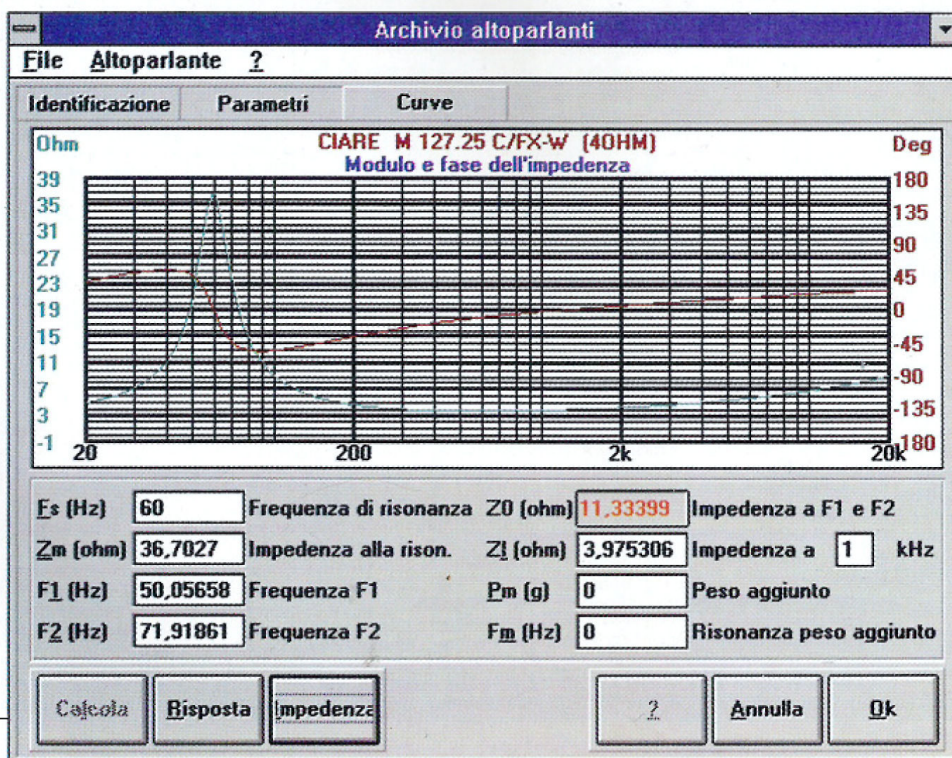 Archivio altoparlanti
File Altoparlante ?
Identificazione Parametri Curve
Ohm CIARE M 127.25 C/FX-W (4OHM) Deg
Modulo e fase dell'impedenza
39 180
35 135
31 90
27
23 45
19 0
15 -45
11 -90
7
3 -135
-1 -180
20 200 2k 20k
Fs (Hz) 60 Frequenza di risonanza Z0 (ohm) 11,33399 Impedenza a F1 e F2
Zm (ohm) 36,7027 Impedenza alla rison. Zl (ohm) 3,975306 Impedenza a 1 kHz
F1 (Hz) 50,05658 Frequenza F1 Pm (g) 0 Peso aggiunto
F2 (Hz) 71,91861 Frequenza F2 Fm (Hz) 0 Risonanza peso aggiunto
Calcola Risposta Impedenza ? Annulla Ok